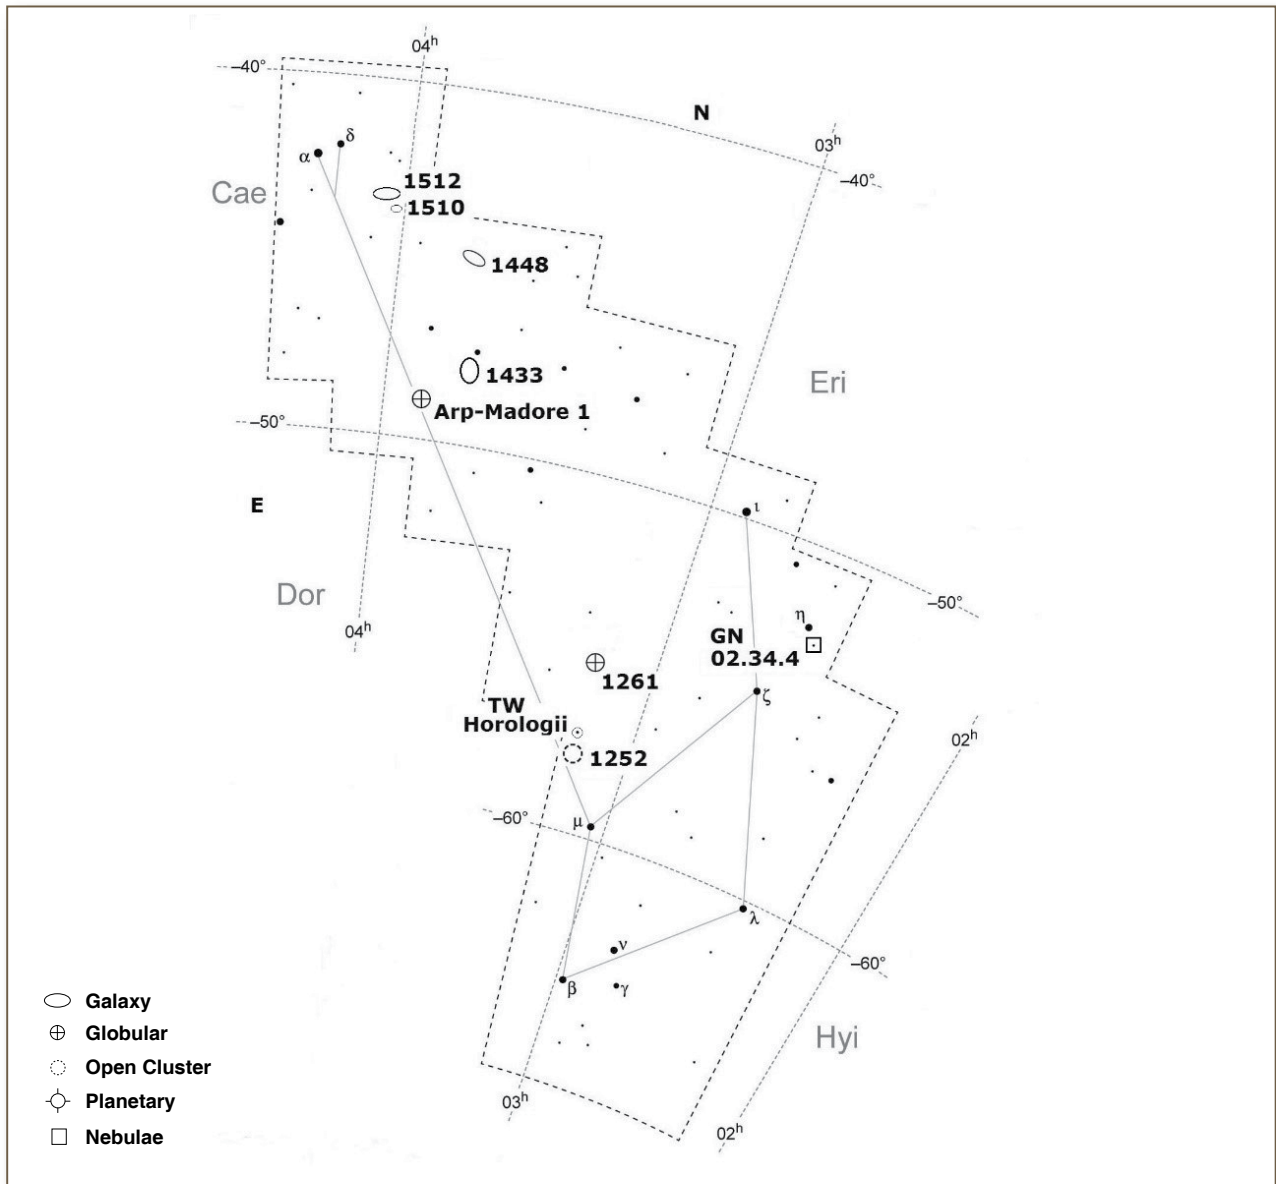 04h
–40°
N
03h
–40°
δ
α
Cae
1512
1510
1448
Eri
1433
Arp-Madore 1
–50°
E
ι
Dor
–50°
04h
η
GN
02.34.4
1261
ζ
TW
Horologii
02h
1252
–60°
μ
λ
ν
–60°
β
γ
Galaxy
Globular
Hyi
Open Cluster
Planetary
03h
02h
Nebulae